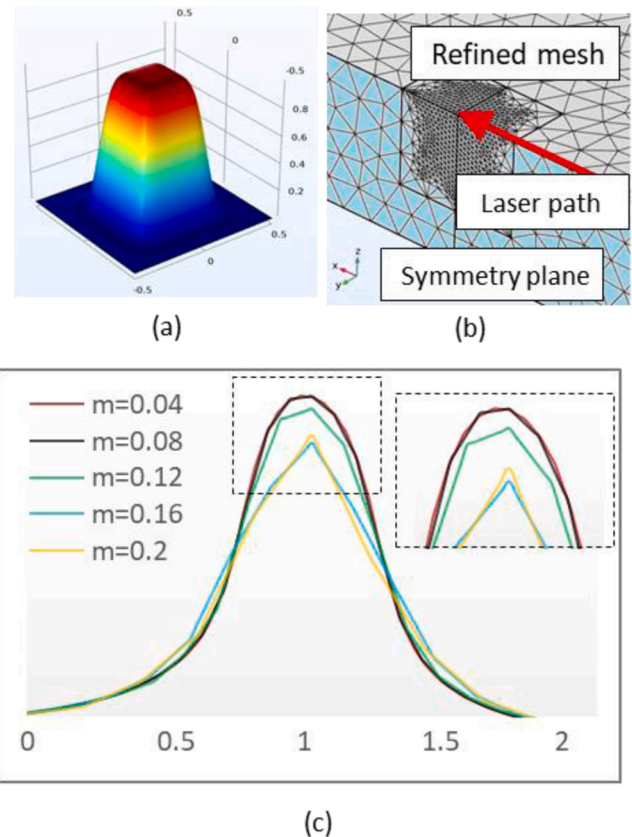 0.5
0
-0.5
0.8
0.6
0.4
0.2
0.5
0
-0.5
(a)
Refined mesh
Laser path
Symmetry plane
z
x
y
(b)
m=0.04
m=0.08
m=0.12
m=0.16
m=0.2
0 0.5 1 1.5 2
(c)